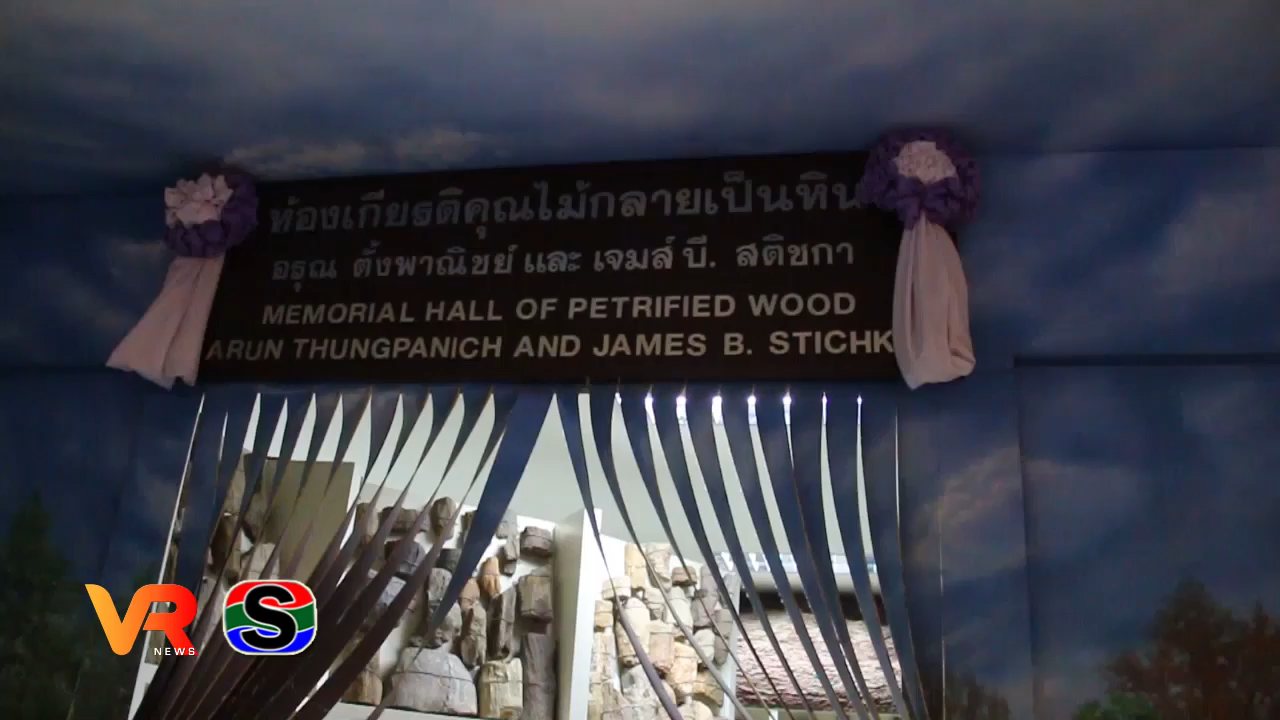 ห้องเกียรติคุณไม้กลายเป็นหิน
อรุณ ตั้งพาณิชย์ และ เจมส์ บี. สติชกา
MEMORIAL HALL OF PETRIFIED WOOD
ARUN THUNGPANICH AND JAMES B. STICHK
VR NEWS
S